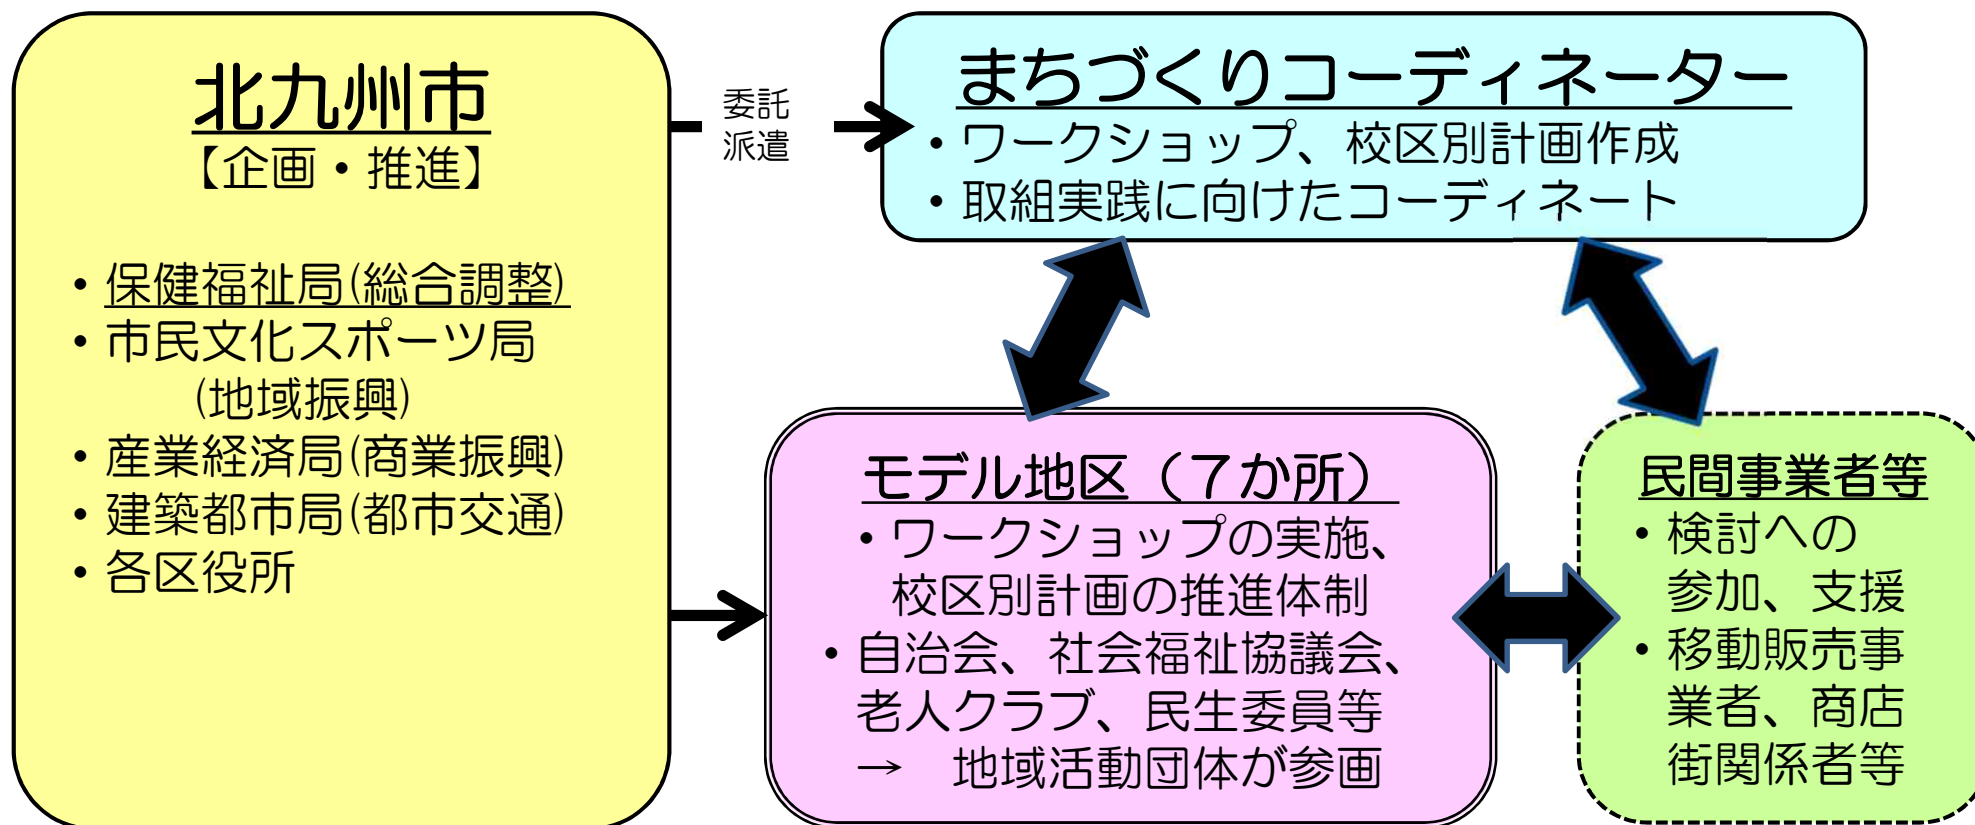 北九州市
【企画・推進】
・保健福祉局(総合調整)
・市民文化スポーツ局
(地域振興)
・産業経済局(商業振興)
・建築都市局(都市交通)
・各区役所
委託
派遣
まちづくりコーディネーター
・ワークショップ、校区別計画作成
・取組実践に向けたコーディネート
モデル地区（７か所）
・ワークショップの実施、
校区別計画の推進体制
・自治会、社会福祉協議会、
老人クラブ、民生委員等
→　地域活動団体が参画
民間事業者等
・検討への
参加、支援
・移動販売事
業者、商店
街関係者等